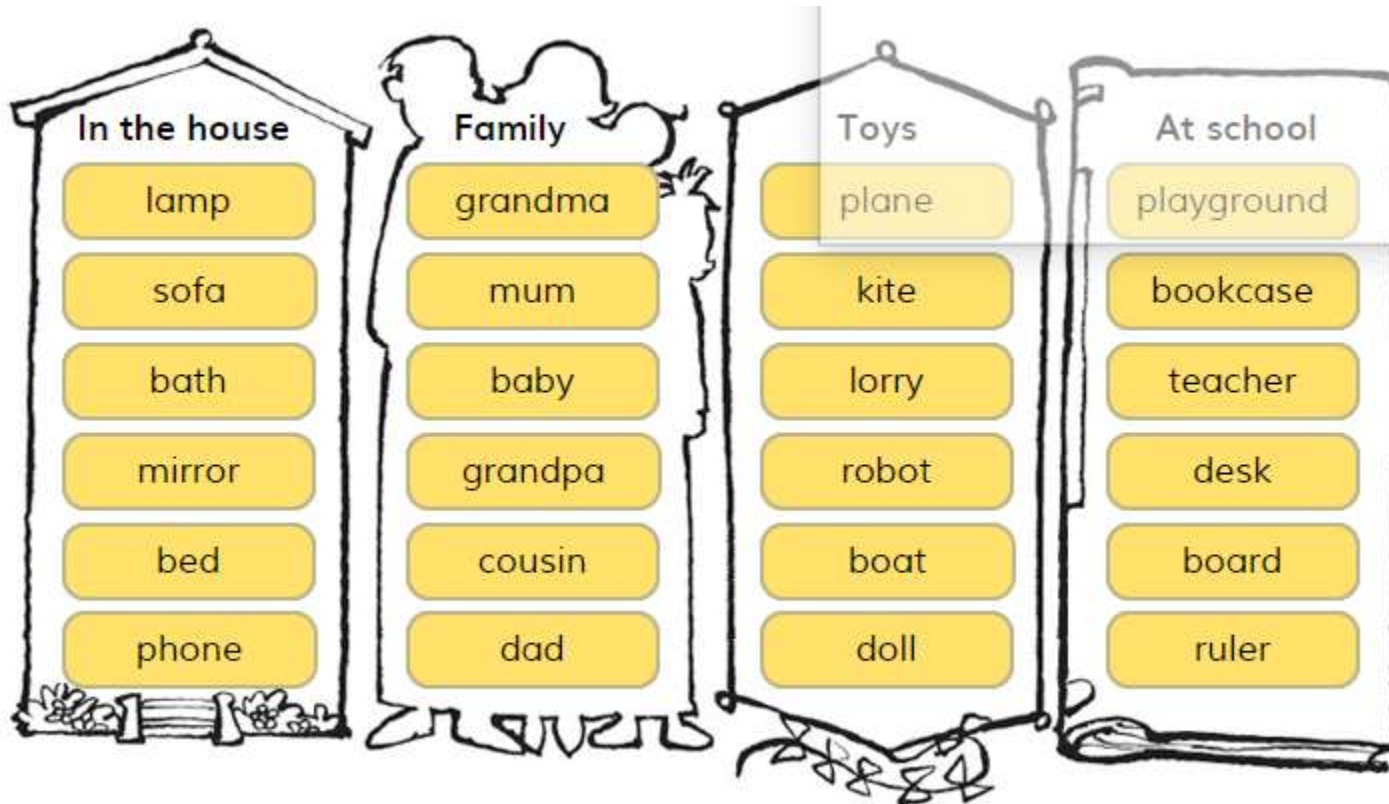 In the house
lamp
sofa
bath
mirror
bed
phone
Family
grandma
mum
baby
grandpa
cousin
dad
Toys
plane
kite
lorry
robot
boat
doll
At school
playground
bookcase
teacher
desk
board
ruler